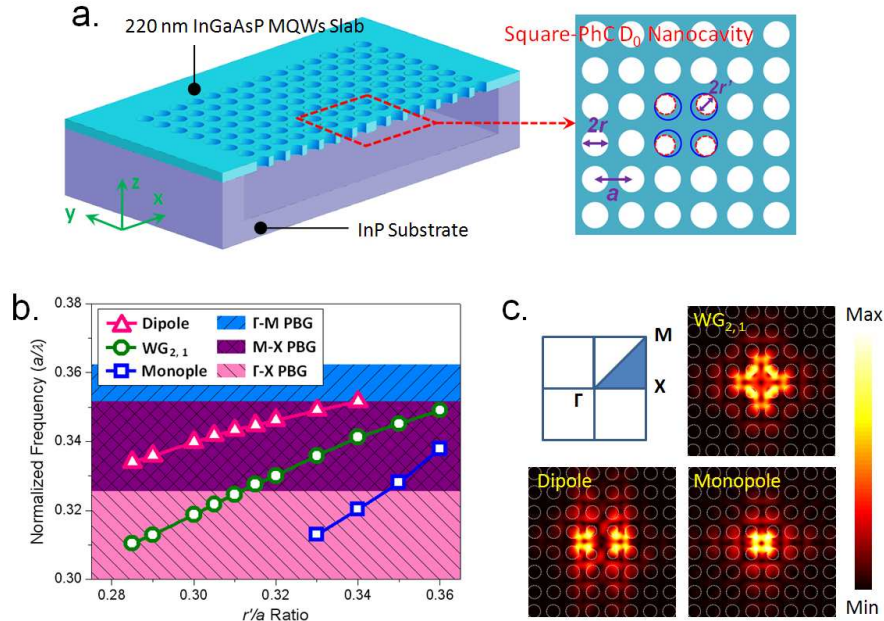 a.
220 nm InGaAsP MQWs Slab
Square-PhC D0 Nanocavity
2r'
2r
a
z
y
x
InP Substrate
b.
0.38
0.36
0.34
0.32
0.30
Normalized Frequency (a/λ)
Dipole
WG2, 1
Monople
Γ-M PBG
M-X PBG
Γ-X PBG
0.28
0.30
0.32
0.34
0.36
r'/a Ratio
c.
M
Γ
X
WG2, 1
Dipole
Monopole
Max
Min